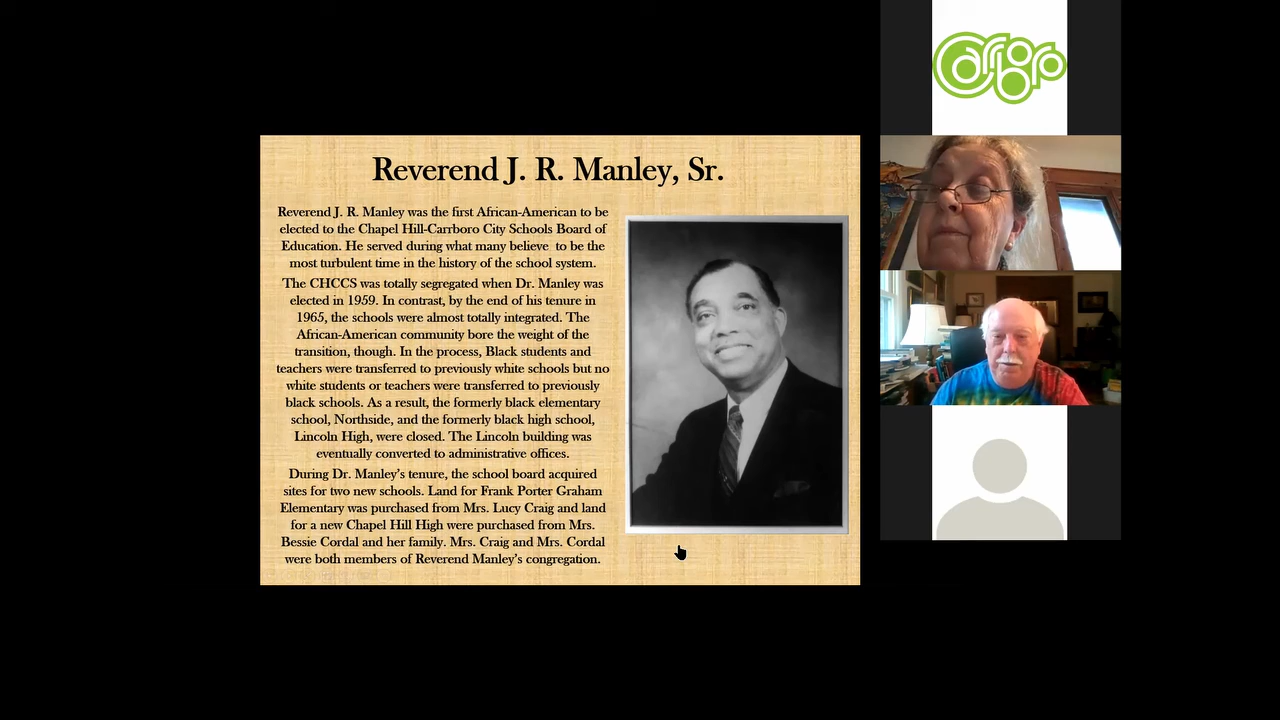 Reverend J. R. Manley, Sr.
Reverend J. R. Manley was the first African-American to be
elected to the Chapel Hill-Carrboro City Schools Board of
Education. He served during what many believe to be the
most turbulent time in the history of the school system.
The CHCCS was totally segregated when Dr. Manley was
elected in 1959. In contrast, by the end of his tenure in
1965, the schools were almost totally integrated. The
African-American community bore the weight of the
transition, though. In the process, Black students and
teachers were transferred to previously white schools but no
white students or teachers were transferred to previously
black schools. As a result, the formerly black elementary
school, Northside, and the formerly black high school,
Lincoln High, were closed. The Lincoln building was
eventually converted to administrative offices.
During Dr. Manley's tenure, the school board acquired
sites for two new schools. Land for Frank Porter Graham
Elementary was purchased from Mrs. Lucy Craig and land
for a new Chapel Hill High were purchased from Mrs.
Bessie Cordal and her family. Mrs. Craig and Mrs. Cordal
were both members of Reverend Manley's congregation.
Carrboro